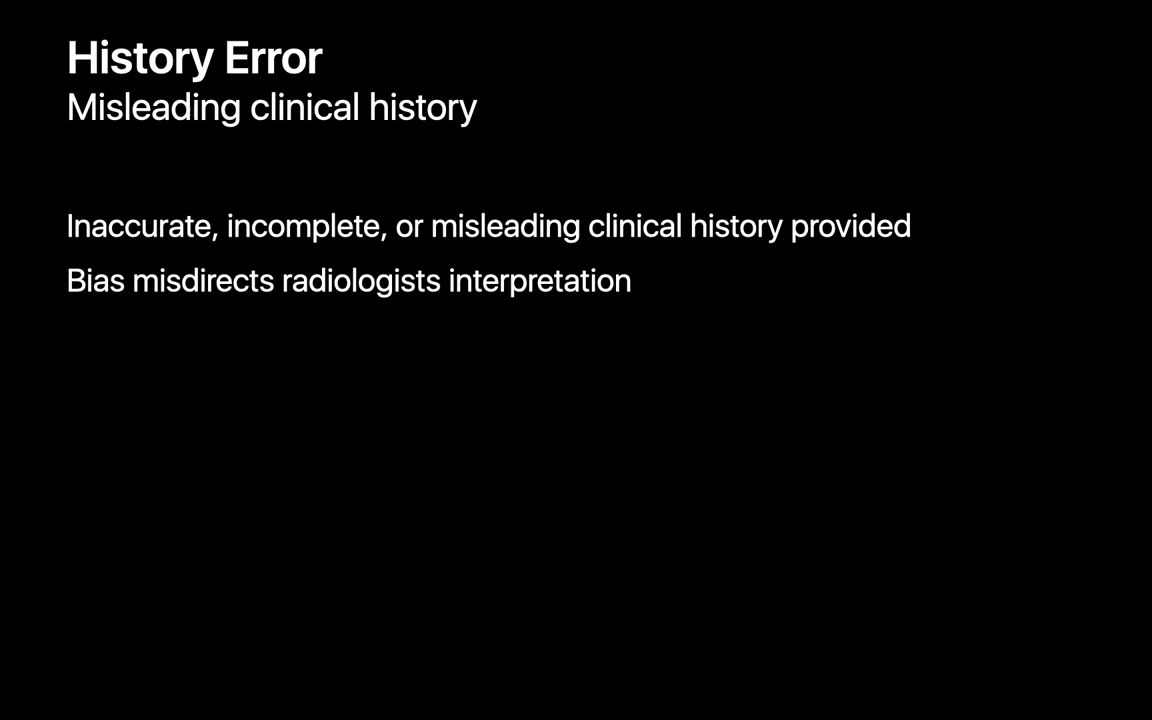 History Error
Misleading clinical history
Inaccurate, incomplete, or misleading clinical history provided
Bias misdirects radiologists interpretation